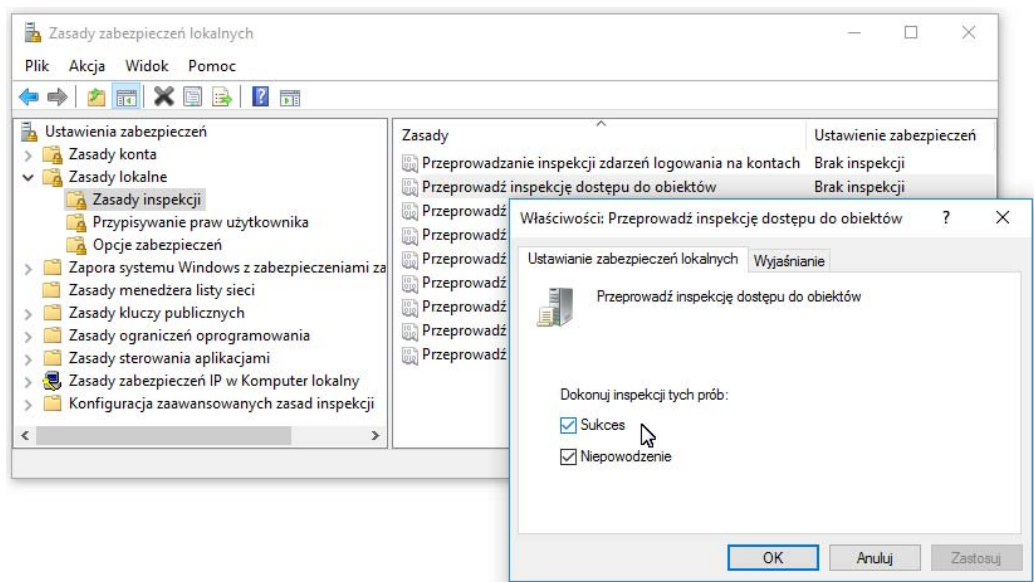 Zasady zabezpieczeń lokalnych
Plik Akcja Widok Pomoc
Ustawienia zabezpieczeń
Zasady konta
Zasady lokalne
Zasady inspekcji
Przypisywanie praw użytkownika
Opcje zabezpieczeń
Zapora systemu Windows z zabezpieczeniami za
Zasady menedżera listy sieci
Zasady kluczy publicznych
Zasady ograniczeń oprogramowania
Zasady sterowania aplikacjami
Zasady zabezpieczeń IP w Komputer lokalny
Konfiguracja zaawansowanych zasad inspekcji
Zasady Ustawienie zabezpieczeń
Przeprowadzanie inspekcji zdarzeń logowania na kontach Brak inspekcji
Przeprowadź inspekcję dostępu do obiektów Brak inspekcji
Przeprowadź
Przeprowadź
Przeprowadź
Przeprowadź
Przeprowadź
Przeprowadź
Przeprowadź
Właściwości: Przeprowadź inspekcję dostępu do obiektów ?
Ustawianie zabezpieczeń lokalnych Wyjaśnianie
Przeprowadź inspekcję dostępu do obiektów
Dokonuj inspekcji tych prób:
Sukces
Niepowodzenie
OK Anuluj Zastosuj